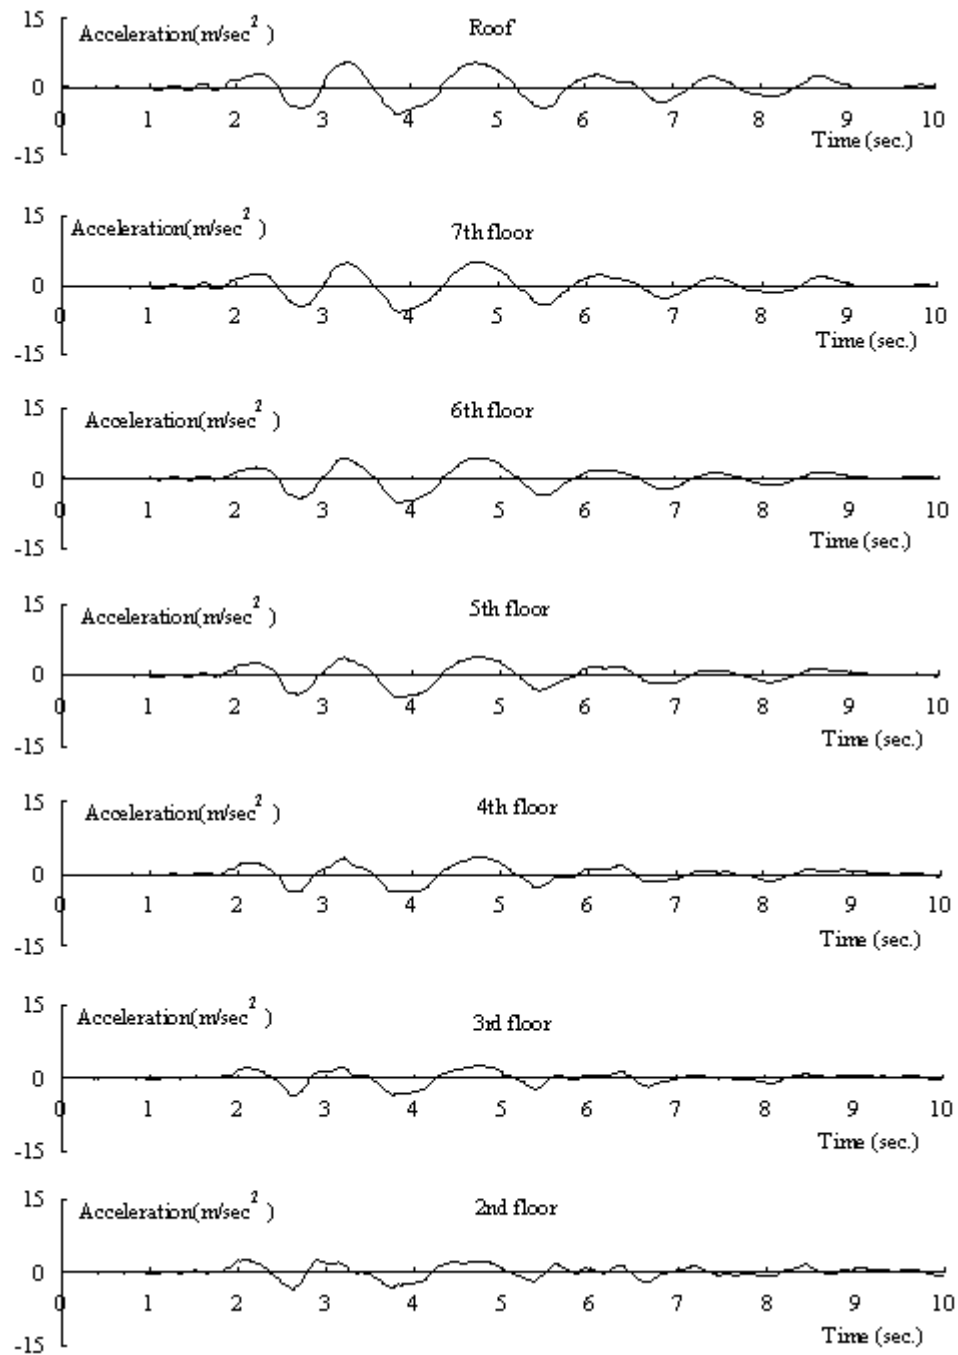 15
Acceleration(m/sec² )
Roof
0
0 1 2 3 4 5 6 7 8 9 10
Time (sec.)
-15
15
Acceleration(m/sec² )
7th floor
0
0 1 2 3 4 5 6 7 8 9 10
Time (sec.)
-15
15
Acceleration(m/sec² )
6th floor
0
0 1 2 3 4 5 6 7 8 9 10
Time (sec.)
-15
15
Acceleration(m/sec² )
5th floor
0
0 1 2 3 4 5 6 7 8 9 10
Time (sec.)
-15
15
Acceleration(m/sec² )
4th floor
0
0 1 2 3 4 5 6 7 8 9 10
Time (sec.)
-15
15
Acceleration(m/sec² )
3rd floor
0
0 1 2 3 4 5 6 7 8 9 10
Time (sec.)
-15
15
Acceleration(m/sec² )
2nd floor
0
0 1 2 3 4 5 6 7 8 9 10
Time (sec.)
-15